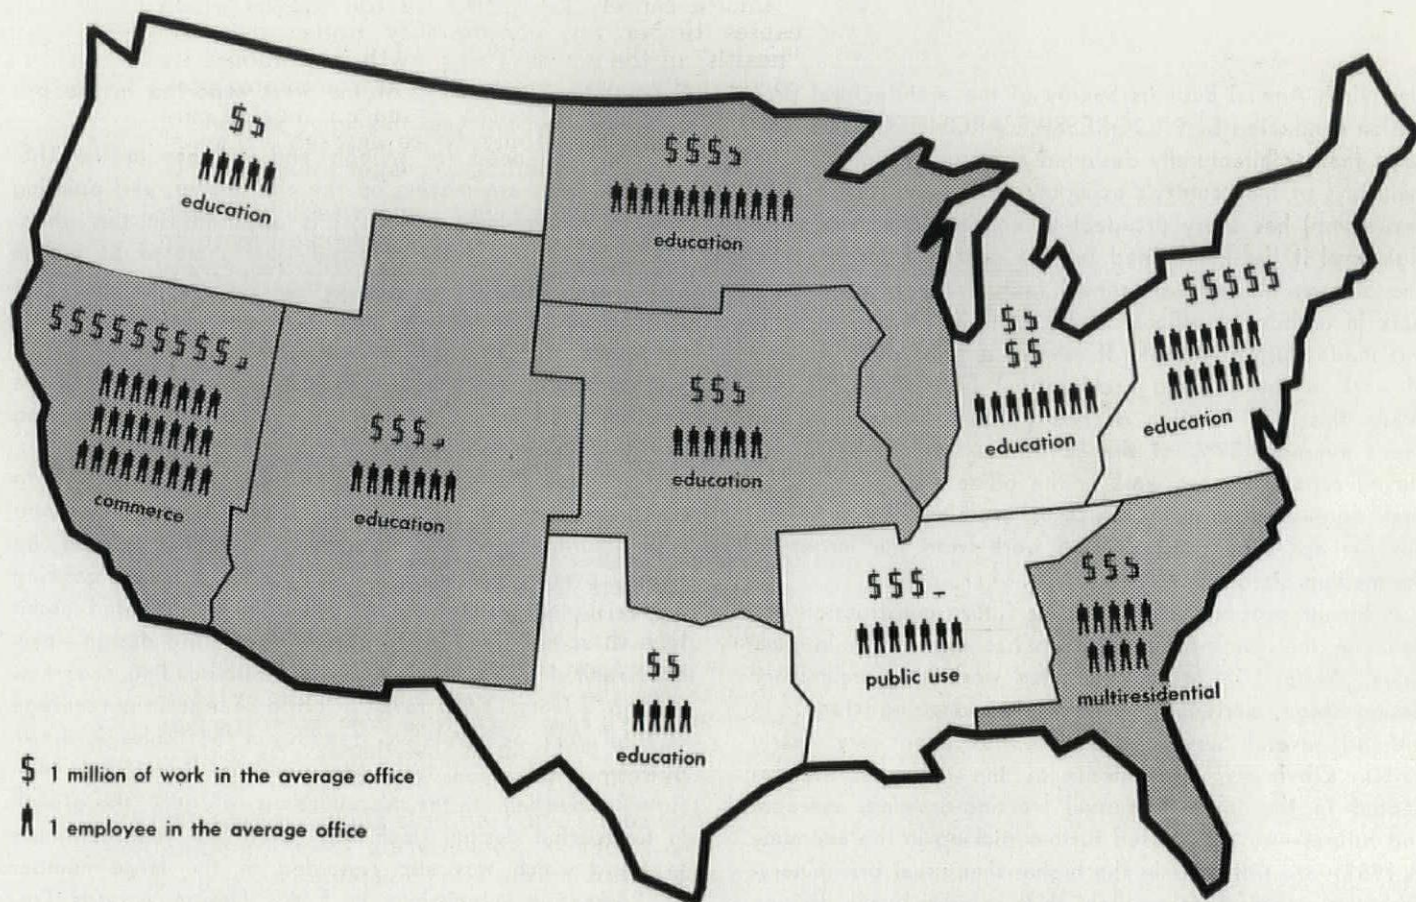 $
education
$$$
education
$$$$$
education
$
$$
education
$$$$$$$$$
commerce
$$$
education
$$
education
$$$
public use
$$
multiresidential
$$
education
$ 1 million of work in the average office
1 employee in the average office